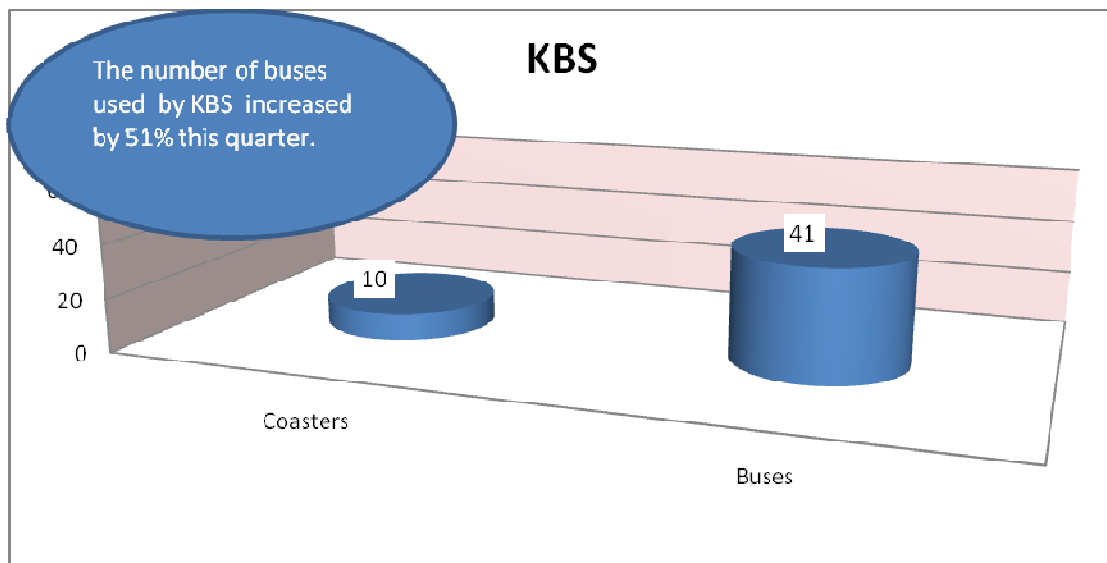 KBS
The number of buses
used by KBS increased
by 51% this quarter.
40
20
0
10
41
Coasters
Buses